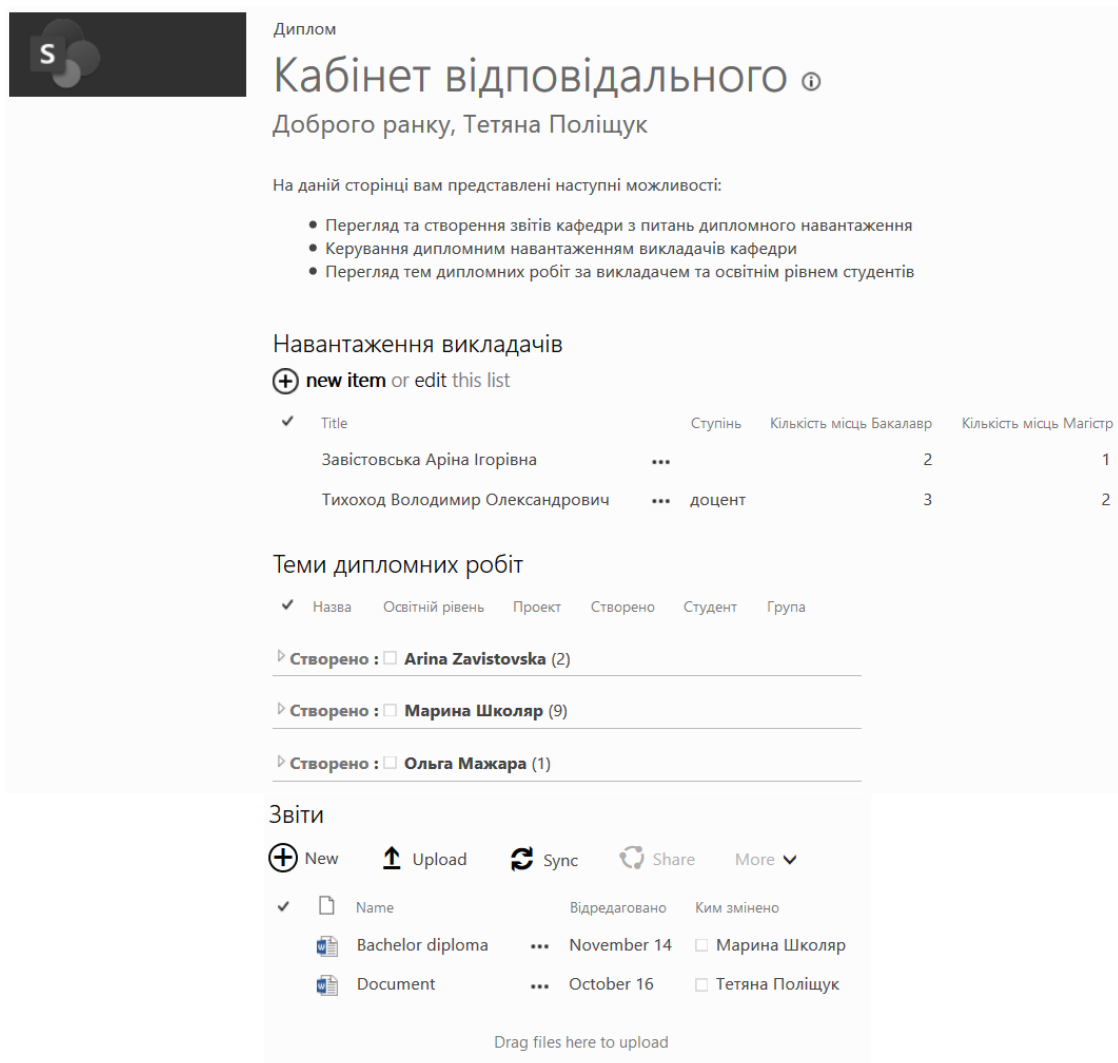 S
Диплом
Кабінет відповідального
Доброго ранку, Тетяна Поліщук
На даній сторінці вам представлені наступні можливості:
• Перегляд та створення звітів кафедри з питань дипломного навантаження
• Керування дипломним навантаженням викладачів кафедри
• Перегляд тем дипломних робіт за викладачем та освітнім рівнем студентів
Навантаження викладачів
new item or edit this list
Title Ступінь Кількість місць Бакалавр Кількість місць Магістр
Завістовська Аріна Ігорівна ... 2 1
Тихоход Володимир Олександрович ... доцент 3 2
Теми дипломних робіт
Назва Освітній рівень Проект Створено Студент Група
Створено : Arina Zavistovska (2)
Створено : Марина Школяр (9)
Створено : Ольга Мажара (1)
Звіти
New Upload Sync Share More
Name Відредаговано Ким змінено
Bachelor diploma ... November 14 Марина Школяр
Document ... October 16 Тетяна Поліщук
Drag files here to upload